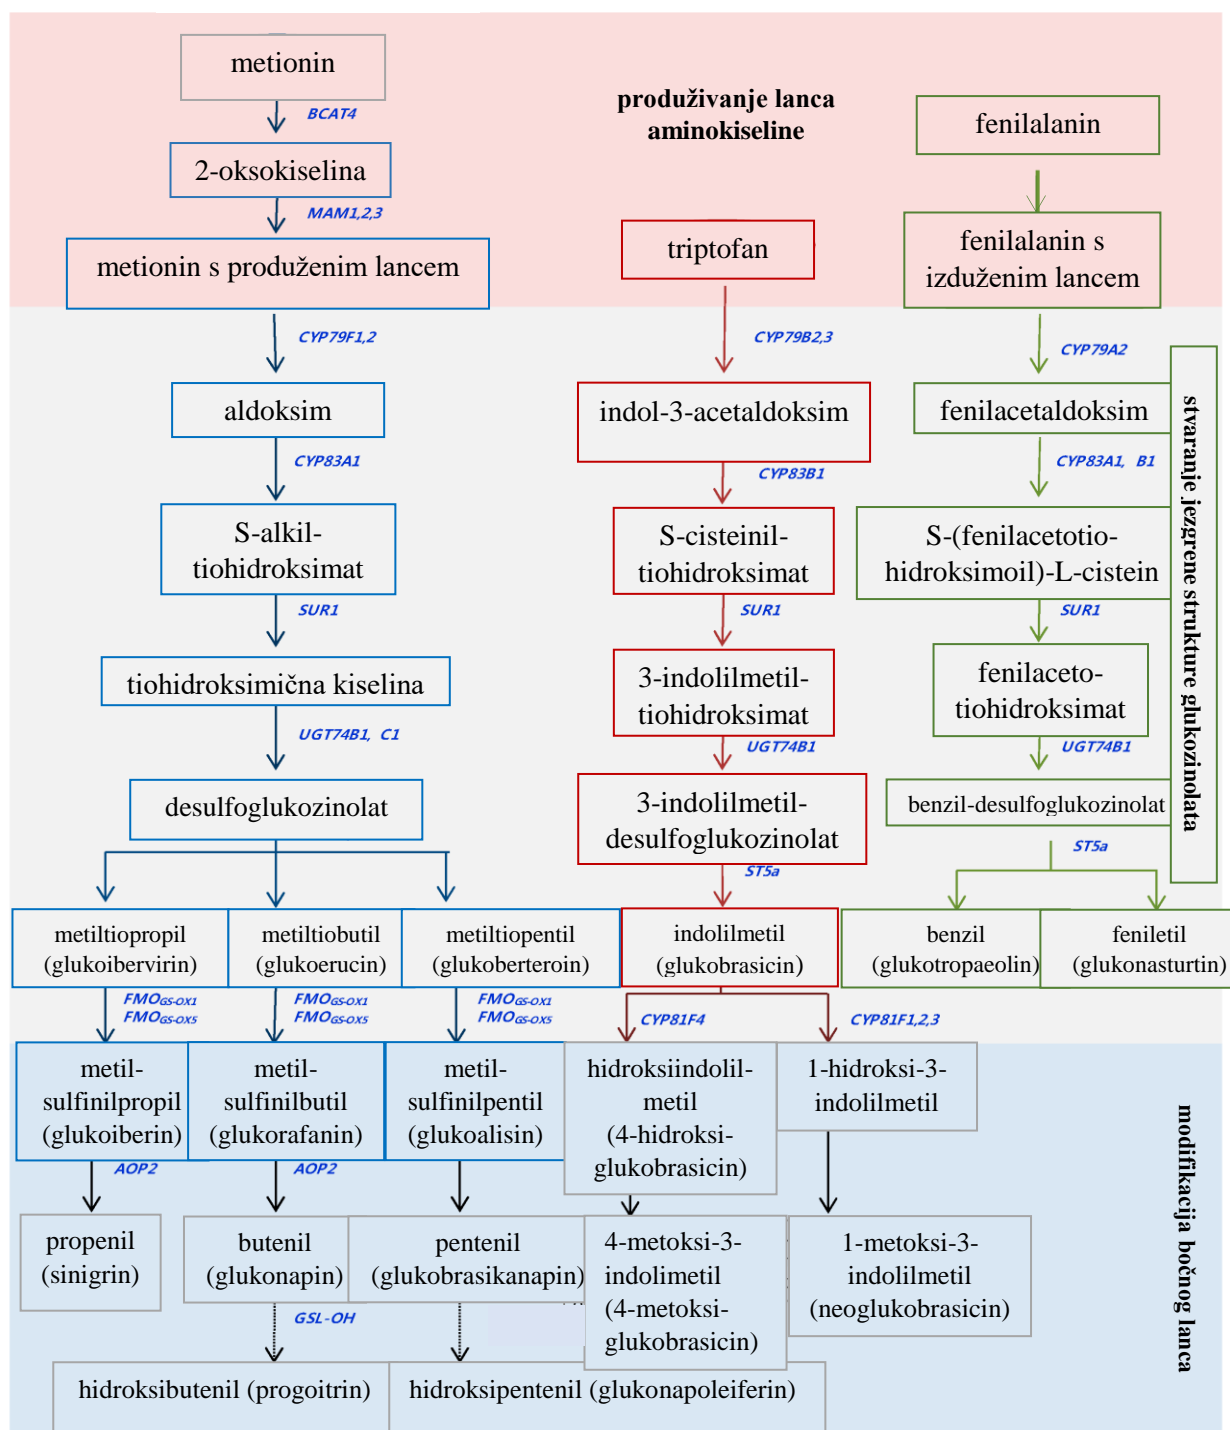 metionin
BCAT4
2-oksokiselina
MAM1,2,3
metionin s produženim lancem
produživanje lanca
aminokiseline
fenilalanin
triptofan
fenilalanin s
izduženim lancem
CYP79F1,2
aldoksim
CYP83A1
S-alkil-
tiohidroksimat
SUR1
tiohidroksimična kiselina
UGT74B1, C1
desulfoglukozinolat
CYP79B2,3
indol-3-acetaldoksim
CYP83B1
S-cisteinil-
tiohidroksimat
SUR1
3-indolilmetil-
tiohidroksimat
UGT74B1
3-indolilmetil-
desulfoglukozinolat
ST5a
CYP79A2
fenilacetaldoksim
CYP83A1, B1
S-(fenilacetotio-
hidroksimoil)-L-cistein
SUR1
fenilaceto-
tiohidroksimat
UGT74B1
benzil-desulfoglukozinolat
ST5a
stvaranje jezgrene strukture glukozinolata
metiltiopropil
(glukoibervirin)
metiltiobutil
(glukoerucin)
metiltiopentil
(glukoberteroin)
indolilmetil
(glukobrasicin)
benzil
(glukotropaeolin)
feniletil
(glukonasturtin)
FMOGS-OX1
FMOGS-OX5
FMOGS-OX1
FMOGS-OX5
FMOGS-OX1
FMOGS-OX5
CYP81F4
CYP81F1,2,3
metil-
sulfinilpropil
(glukoiberin)
metil-
sulfinilbutil
(glukorafanin)
metil-
sulfinilpentil
(glukoalisin)
hidroksiindolil-
metil
(4-hidroksi-
glukobrasicin)
1-hidroksi-3-
indolilmetil
AOP2
AOP2
propenil
(sinigrin)
butenil
(glukonapin)
pentenil
(glukobrasikanapin)
4-metoksi-3-
indolimetil
(4-metoksi-
glukobrasicin)
1-metoksi-3-
indolilmetil
(neoglukobrasicin)
GSL-OH
hidroksibutenil (progoitrin)
hidroksipentenil (glukonapoleiferin)
modifikacija bočnog lanca